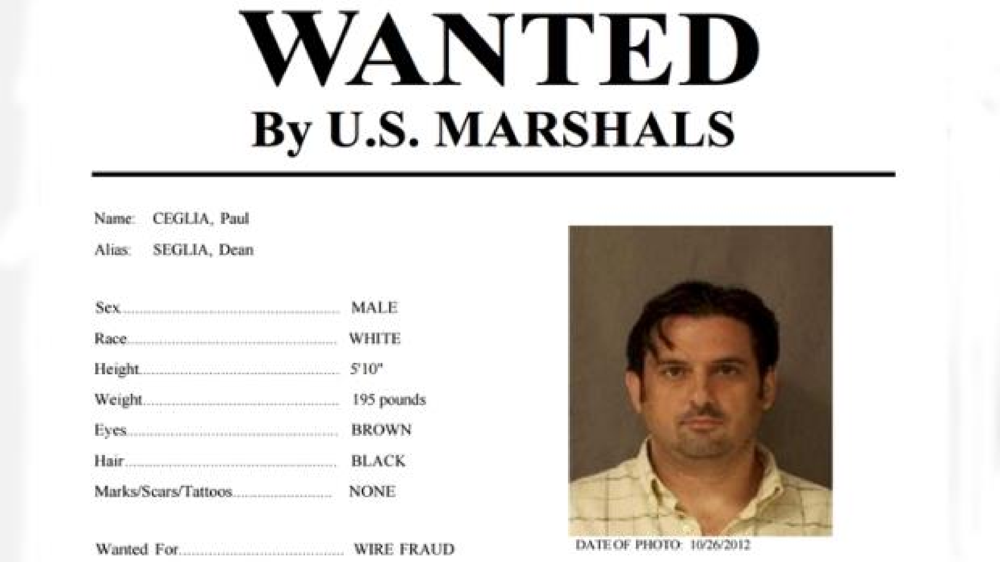 WANTED
By U.S. MARSHALS
Name: CEGLIA, Paul
Alias: SEGLIA, Dean
Sex.................... MALE
Race.................... WHITE
Height.................... 5'10"
Weight.................... 195 pounds
Eyes.................... BROWN
Hair.................... BLACK
Marks/Scars/Tattoos.................... NONE
Wanted For.................... WIRE FRAUD
DATE OF PHOTO: 10/26/2012